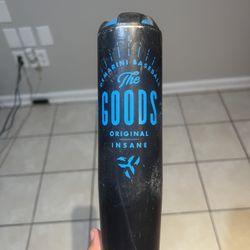 DEMARINI BASEBALL
The
GOODS
ORIGINAL
INSANE